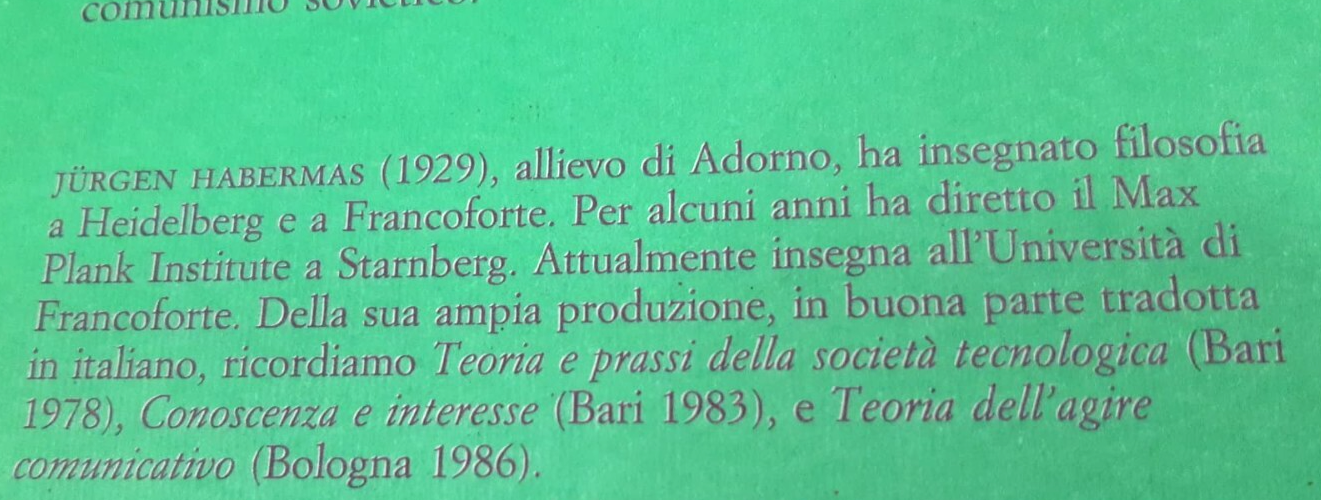 comunismo sovietico.
JÜRGEN HABERMAS (1929), allievo di Adorno, ha insegnato filosofia
a Heidelberg e a Francoforte. Per alcuni anni ha diretto il Max
Plank Institute a Starnberg. Attualmente insegna all'Università di
Francoforte. Della sua ampia produzione, in buona parte tradotta
in italiano, ricordiamo Teoria e prassi della società tecnologica (Bari
1978), Conoscenza e interesse (Bari 1983), e Teoria dell'agire
comunicativo (Bologna 1986).